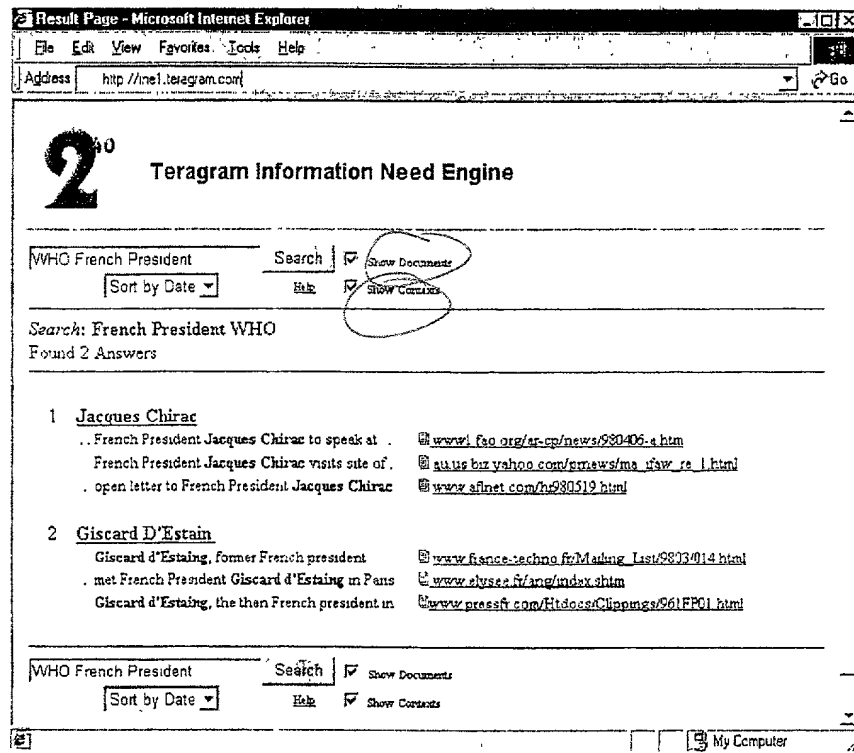 Result Page - Microsoft Internet Explorer
File Edit View Favorites Tools Help
Address http //ine1.teragram.com Go
2
Teragram Information Need Engine
WHO French President Search Show Documents
Sort by Date Help Show Contexts
Search: French President WHO
Found 2 Answers
1 Jacques Chirac
. . French President Jacques Chirac to speak at . www1 fao org/er-cp/news/980406-e.htm
French President Jacques Chirac visits site of . au.us biz yahoo com/prnews/ma_ifaw_re_1.html
. open letter to French President Jacques Chirac www aflnet com/hr980519 html
2 Giscard D'Estain
Giscard d'Estaing, former French president www france-techno fr/Mailing_List/9803/014 html
. met French President Giscard d'Estaing in Paris www elysee fr/ang/index.shtm
Giscard d'Estaing, the then French president in www pressfr com/Htdocs/Clippings/961FP01 html
WHO French President Search Show Documents
Sort by Date Help Show Contexts
My Computer